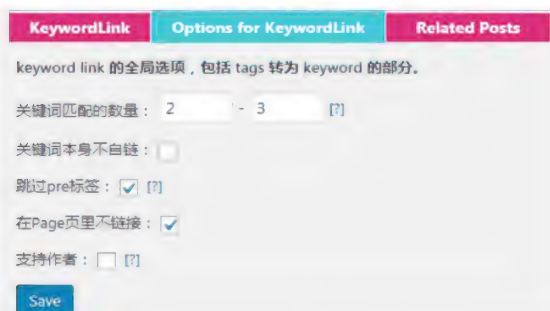 KeywordLink Options for KeywordLink Related Posts
keyword link 的全局选项，包括 tags 转为 keyword 的部分。
关键词匹配的数量： 2 - 3 [?]
关键词本身不自链：
跳过pre标签： [?]
在Page页里不链接：
支持作者： [?]
Save